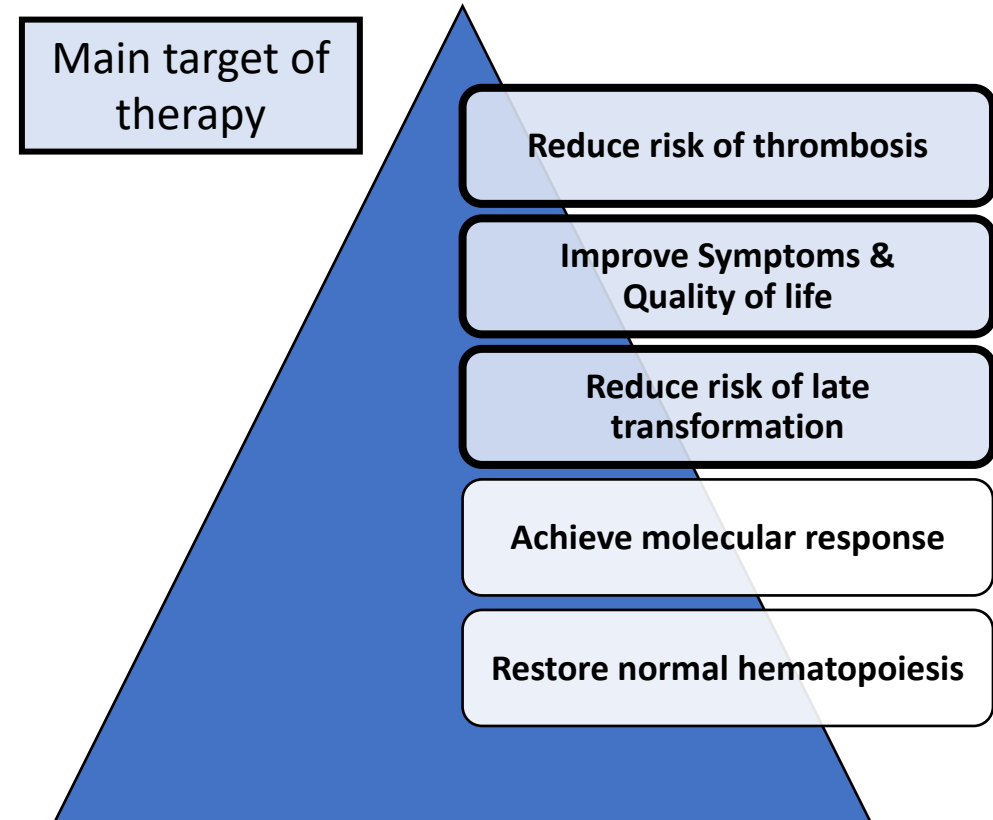 Main target of
therapy
Reduce risk of thrombosis
Improve Symptoms &
Quality of life
Reduce risk of late
transformation
Achieve molecular response
Restore normal hematopoiesis